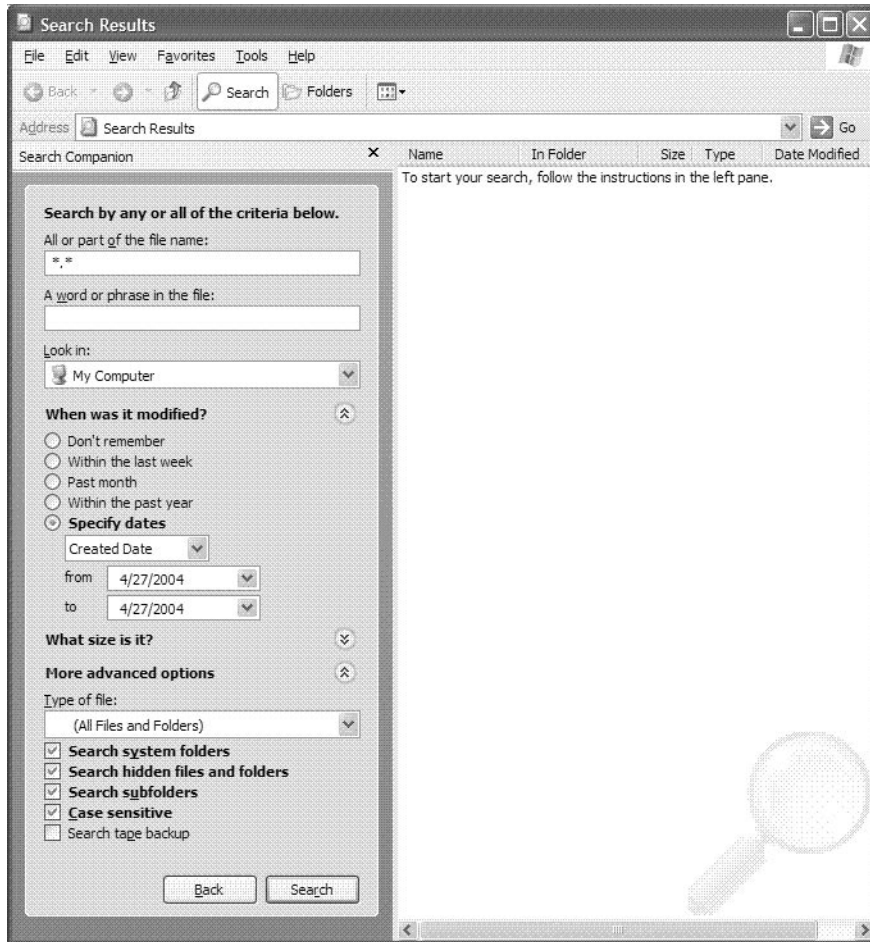 Search Results
File Edit View Favorites Tools Help
Back Search Folders
Address Search Results Go
Search Companion
Name In Folder Size Type Date Modified
To start your search, follow the instructions in the left pane.
Search by any or all of the criteria below.
All or part of the file name:
*.*
A word or phrase in the file:
Look in:
My Computer
When was it modified?
Don't remember
Within the last week
Past month
Within the past year
Specify dates
Created Date
from 4/27/2004
to 4/27/2004
What size is it?
More advanced options
Type of file:
(All Files and Folders)
Search system folders
Search hidden files and folders
Search subfolders
Case sensitive
Search tape backup
Back Search